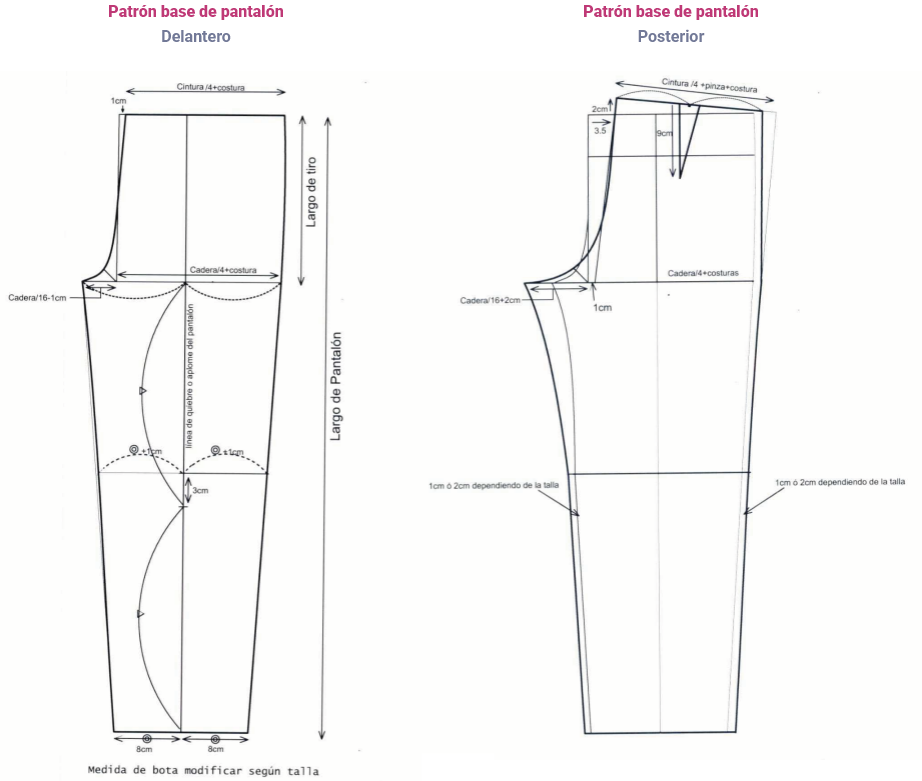 Patrón base de pantalón
Delantero
Cintura/4+costura
1cm
Largo de tiro
Cadera/4+costura
Cadera/16-1cm
línea de quiebre o aplome del pantalón
Largo de Pantalón
+1cm
+1cm
3cm
8cm
8cm
Medida de bota modificar según talla
Patrón base de pantalón
Posterior
Cintura /4 +pinza+costura
2cm
3.5
9cm
Cadera/4+costuras
Cadera/16+2cm
1cm
1cm ó 2cm dependiendo de la talla
1cm ó 2cm dependiendo de la talla